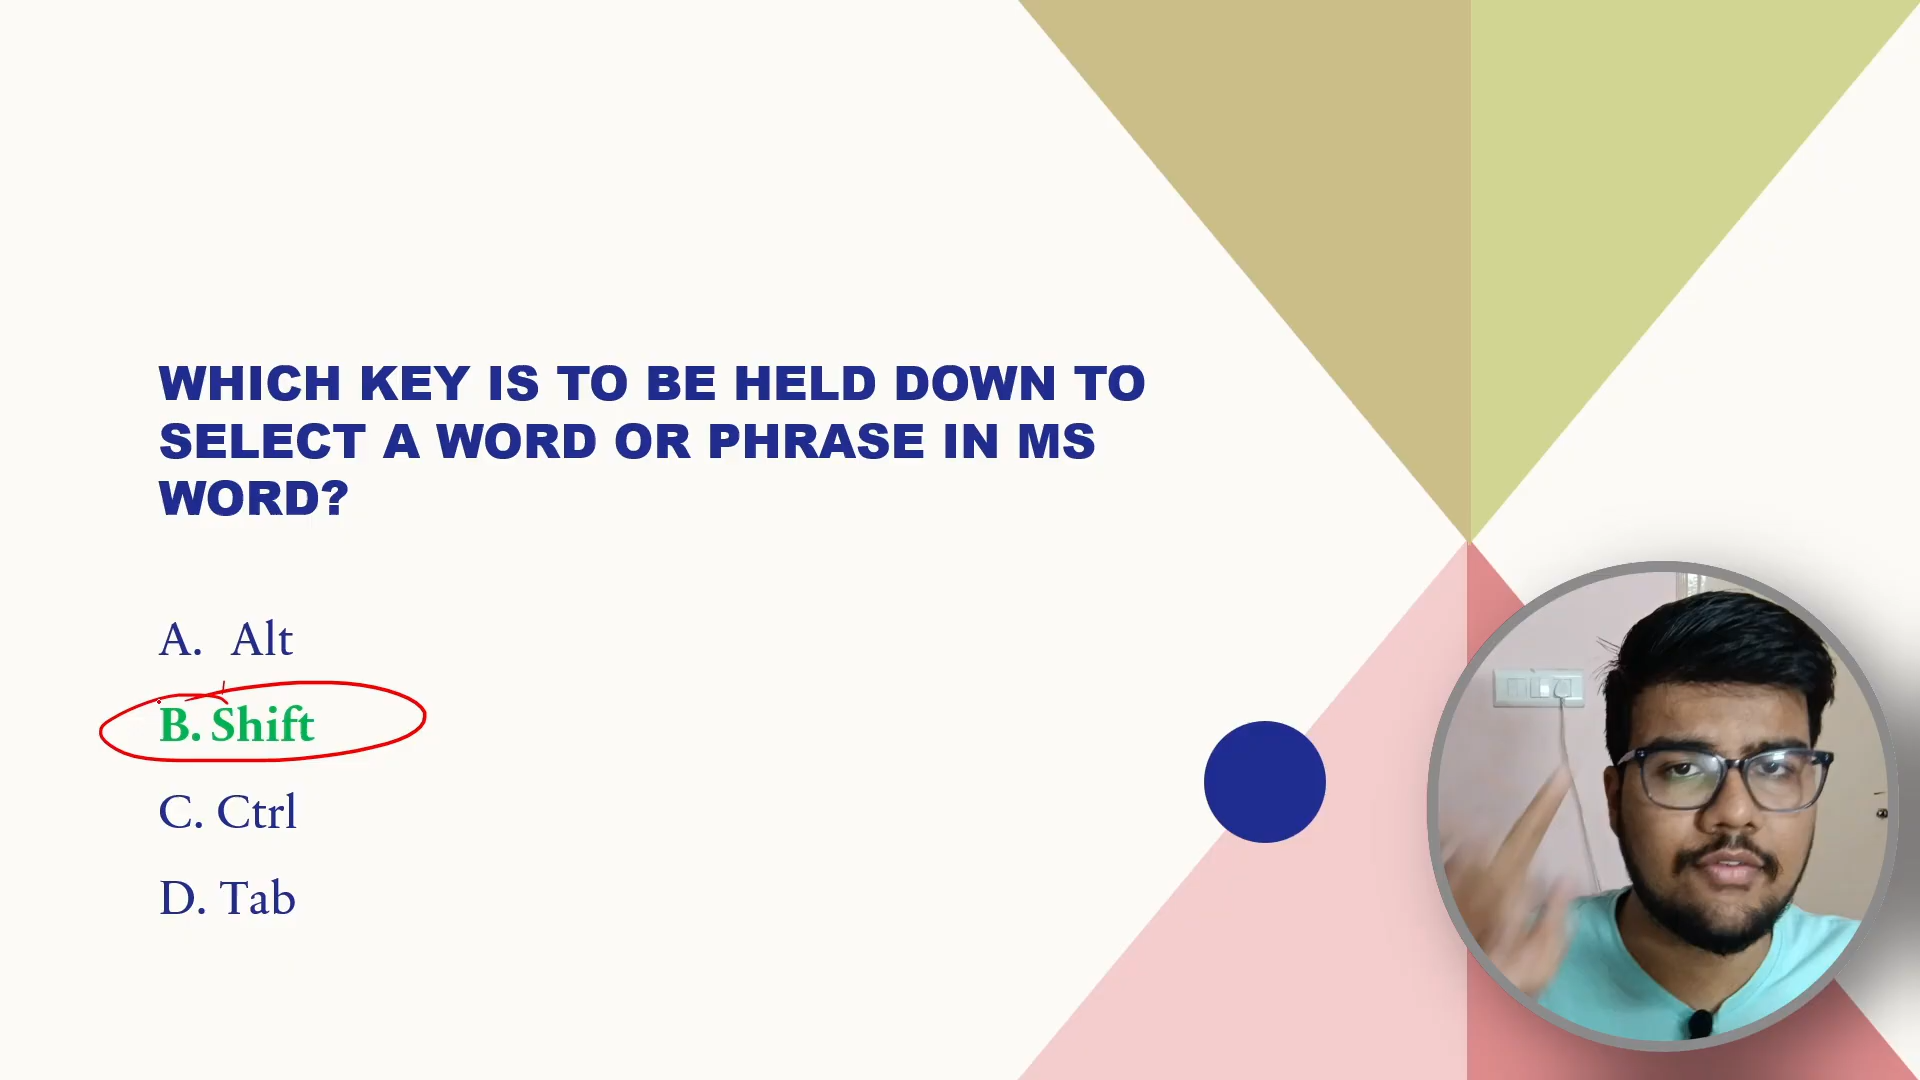 WHICH KEY IS TO BE HELD DOWN TO
SELECT A WORD OR PHRASE IN MS
WORD?
A. Alt
B. Shift
C. Ctrl
D. Tab